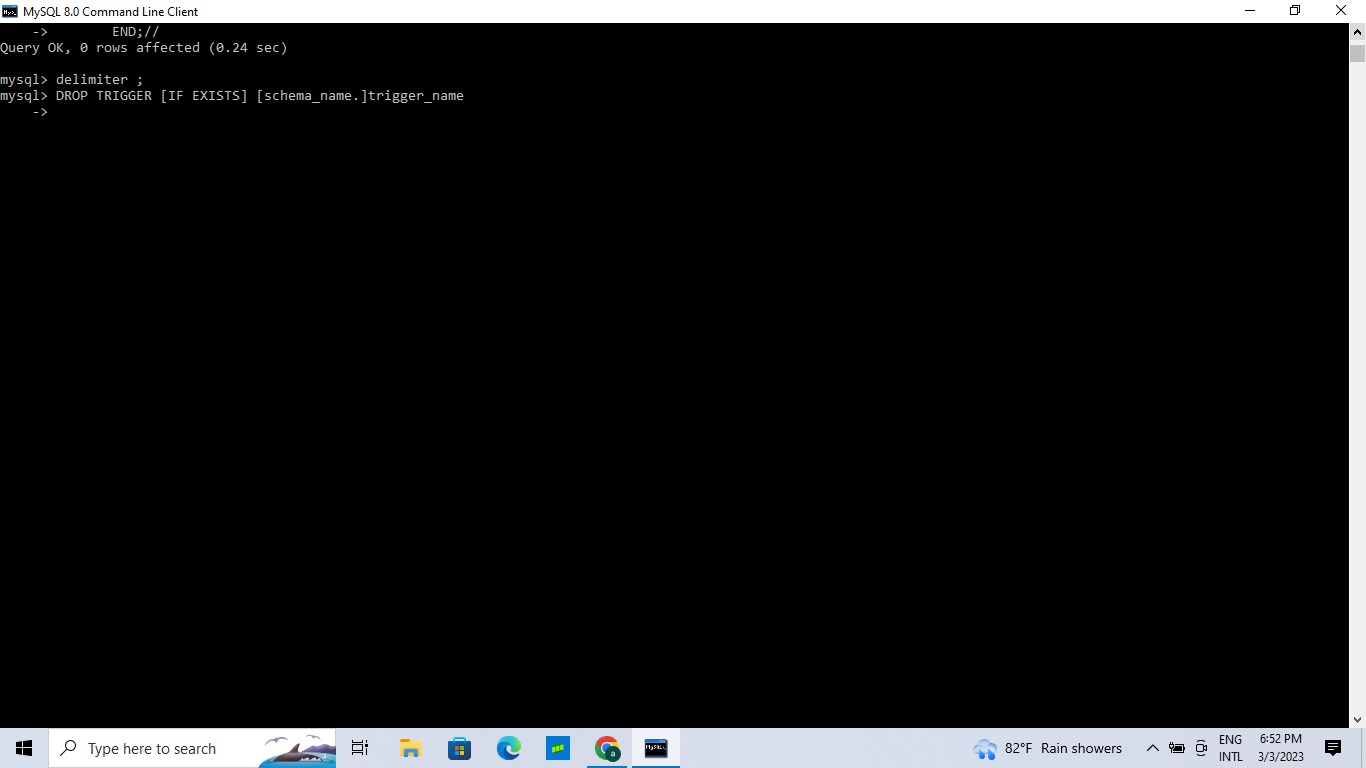 MySQL 8.0 Command Line Client
-> END;//
Query OK, 0 rows affected (0.24 sec)
mysql> delimiter ;
mysql> DROP TRIGGER [IF EXISTS] [schema_name.]trigger_name
->
Type here to search
a
MySQL
82°F Rain showers
ENG
INTL
6:52 PM
3/3/2023